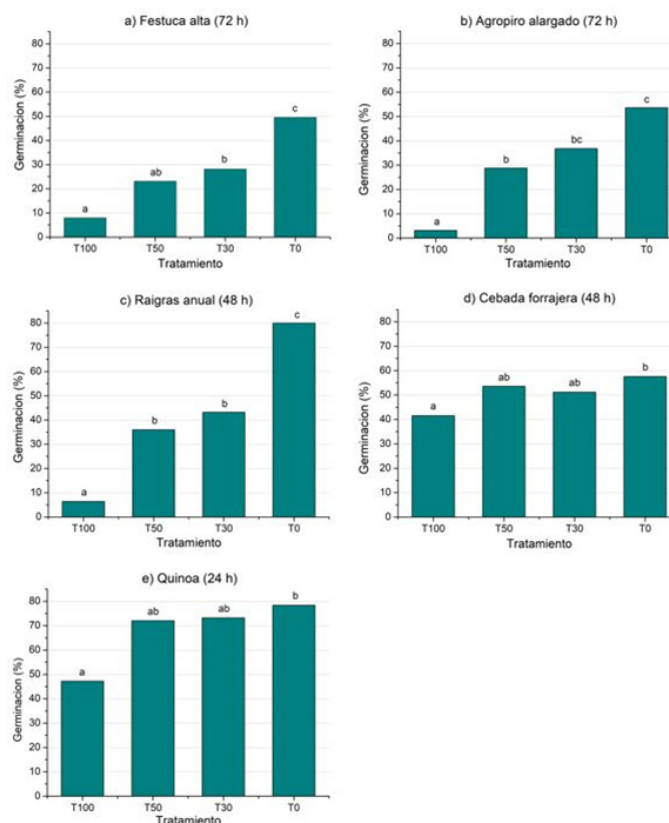 a) Festuca alta (72 h)
Germinacion (%)
80
70
60
50
40
30
20
10
0
a
ab
b
c
T100
T50
T30
T0
Tratamiento
b) Agropiro alargado (72 h)
Germinacion (%)
80
70
60
50
40
30
20
10
0
a
b
bc
c
T100
T50
T30
T0
Tratamiento
c) Raigras anual (48 h)
Germinacion (%)
80
70
60
50
40
30
20
10
0
a
b
b
c
T100
T50
T30
T0
Tratamiento
d) Cebada forrajera (48 h)
Germinacion (%)
80
70
60
50
40
30
20
10
0
a
ab
ab
b
T100
T50
T30
T0
Tratamiento
e) Quinoa (24 h)
Germinacion (%)
80
70
60
50
40
30
20
10
0
a
ab
ab
b
T100
T50
T30
T0
Tratamiento